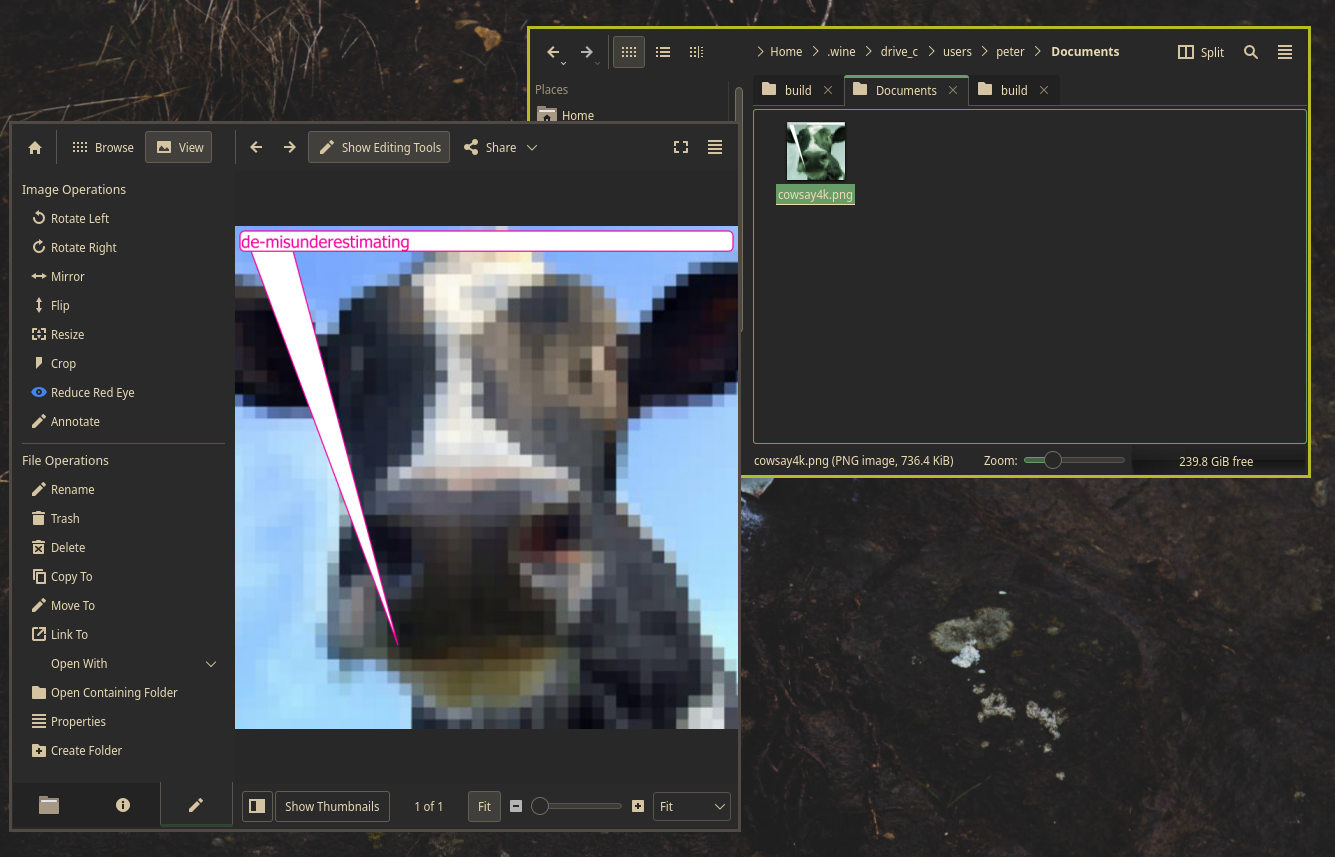 Home
.wine
drive_c
users
peter
Documents
Split
Places
Home
build
Documents
build
cowsay4k.png
cowsay4k.png (PNG image, 736.4 KiB)
Zoom:
239.8 GiB free
Browse
View
Show Editing Tools
Share
Image Operations
Rotate Left
Rotate Right
Mirror
Flip
Resize
Crop
Reduce Red Eye
Annotate
File Operations
Rename
Trash
Delete
Copy To
Move To
Link To
Open With
Open Containing Folder
Properties
Create Folder
de-misunderestimating
Show Thumbnails
1 of 1
Fit
Fit